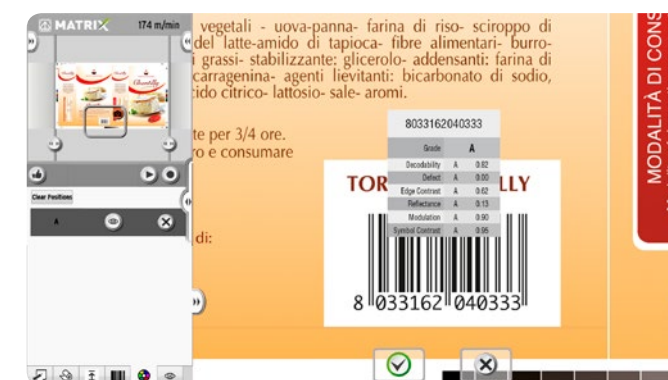 MATRIX
174 m/min
Clear Positions
A
vegetali - uova-panna- farina di riso- sciroppo di
del latte-amido di tapioca- fibre alimentari- burro-
i grassi- stabilizzante: glicerolo- addensanti: farina di
carragenina- agenti lievitanti: bicarbonato di sodio,
cido citrico- lattosio- sale- aromi.
te per 3/4 ore.
ro e consumare
di:
8033162040333
Grade A
Decodability A 0.82
Defect A 0.00
Edge Contrast A 0.62
Reflectance A 0.13
Modulation A 0.90
Symbol Contrast A 0.95
TOR LLY
8 033162 040333
MODALITÀ DI CONS